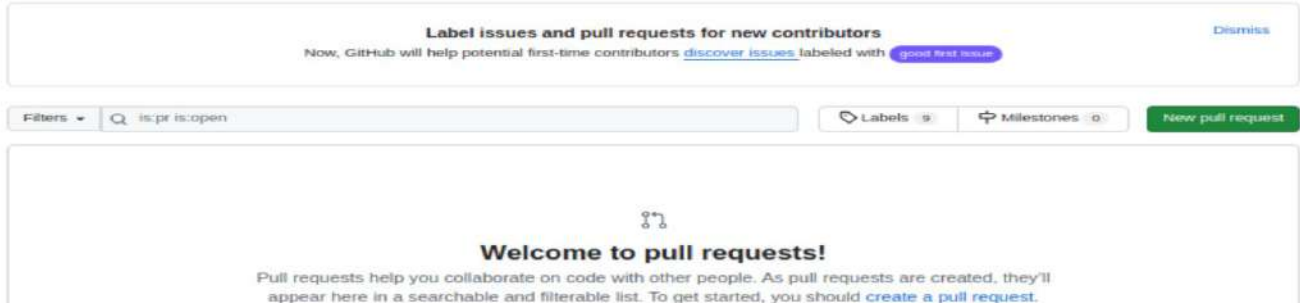 Label issues and pull requests for new contributors
Dismiss
Now, GitHub will help potential first-time contributors discover issues labeled with good first issue
Filters is:pr is:open Labels 9 Milestones 0 New pull request
Welcome to pull requests!
Pull requests help you collaborate on code with other people. As pull requests are created, they'll
appear here in a searchable and filterable list. To get started, you should create a pull request.